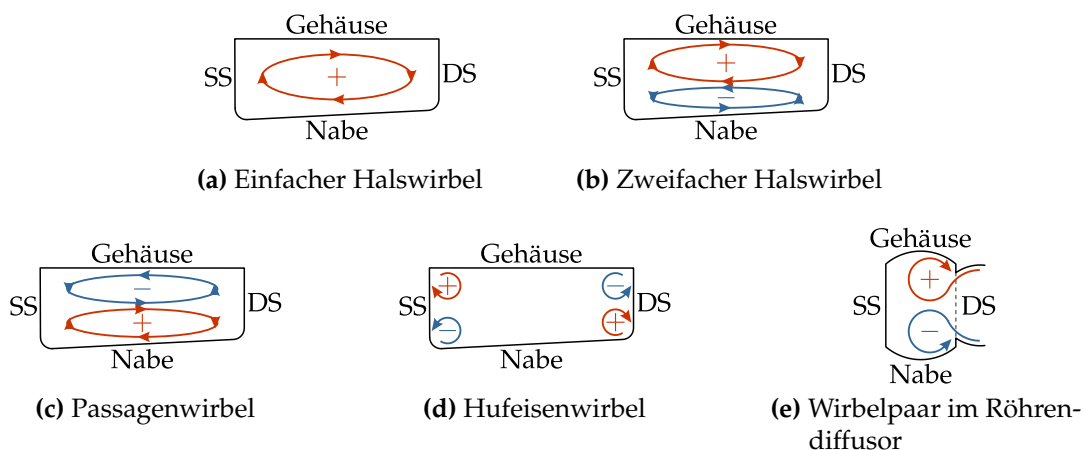 Gehäuse
SS + DS
Nabe
(a) Einfacher Halswirbel
Gehäuse
SS + DS
−
Nabe
(b) Zweifacher Halswirbel
Gehäuse
SS − DS
+
Nabe
(c) Passagenwirbel
Gehäuse
+ −
SS DS
− +
Nabe
(d) Hufeisenwirbel
Gehäuse
+
SS DS
−
Nabe
(e) Wirbelpaar im Röhren-
diffusor